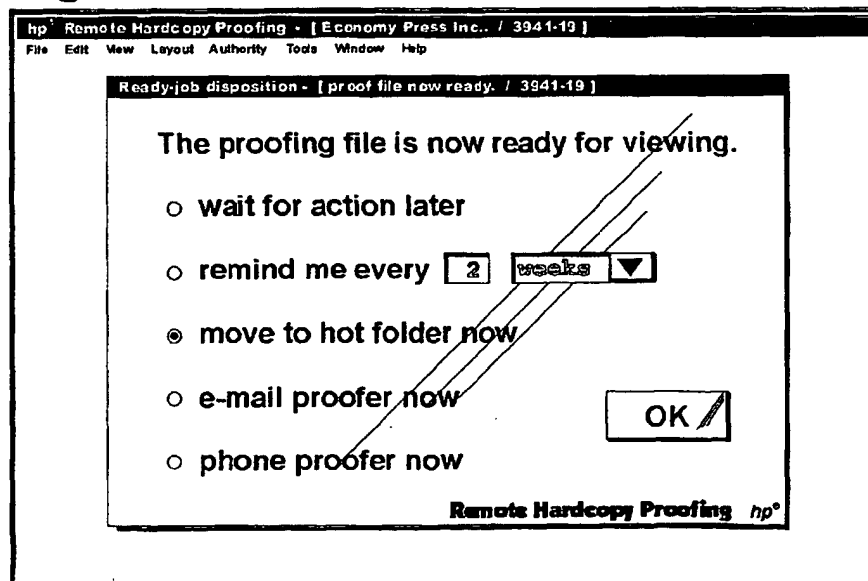 hp° Remote Hardcopy Proofing - [ Economy Press Inc.. / 3941-19 ]
File Edit View Layout Authority Tools Window Help
Ready-job disposition - [ proof file now ready. / 3941-19 ]
The proofing file is now ready for viewing.
wait for action later
remind me every 2 weeks
move to hot folder now
e-mail proofer now
OK
phone proofer now
Remote Hardcopy Proofing hp°